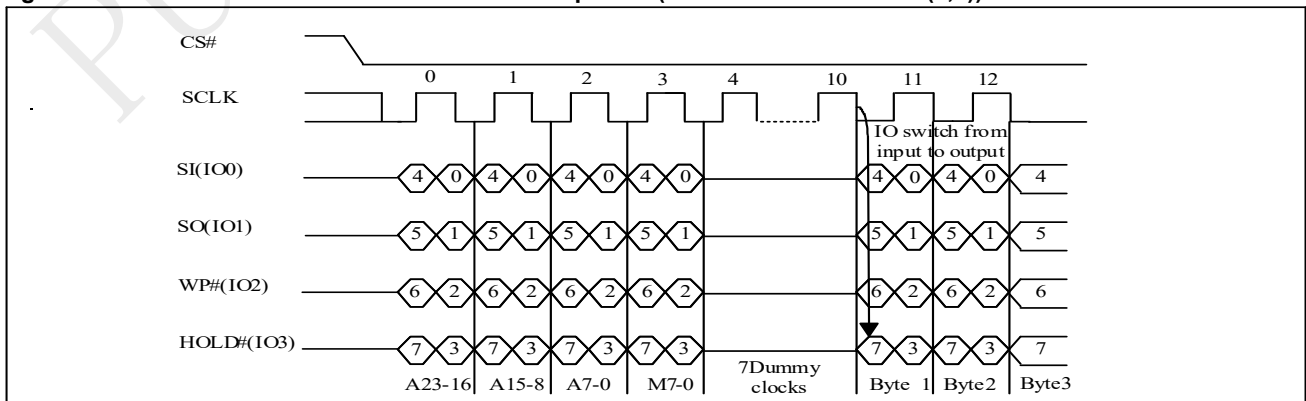 CS#
0 1 2 3 4 10 11 12
SCLK
IO switch from
input to output
SI(IO0)
4 0 4 0 4 0 4 0 4 0 4 0 4
SO(IO1)
5 1 5 1 5 1 5 1 5 1 5 1 5
WP#(IO2)
6 2 6 2 6 2 6 2 6 2 6 2 6
HOLD#(IO3)
7 3 7 3 7 3 7 3 7 3 7 3 7
7Dummy
clocks
A23-16 A15-8 A7-0 M7-0 Byte 1 Byte2 Byte3